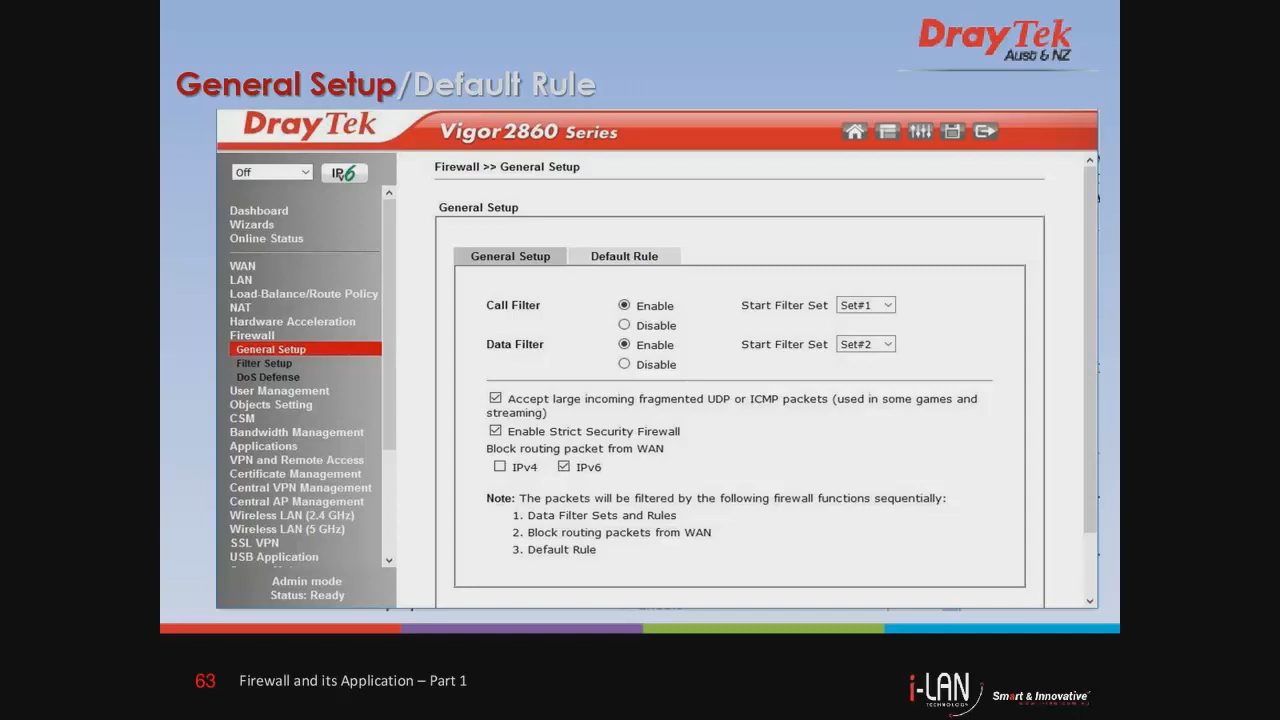 DrayTek
Aust & NZ
General Setup/Default Rule
DrayTek
Vigor2860 Series
Off
IPv6
Firewall >> General Setup
Dashboard
Wizards
Online Status
WAN
LAN
Load-Balance/Route Policy
NAT
Hardware Acceleration
Firewall
General Setup
Filter Setup
DoS Defense
User Management
Objects Setting
CSM
Bandwidth Management
Applications
VPN and Remote Access
Certificate Management
Central VPN Management
Central AP Management
Wireless LAN (2.4 GHz)
Wireless LAN (5 GHz)
SSL VPN
USB Application
Admin mode
Status: Ready
General Setup
General Setup Default Rule
Call Filter Enable Start Filter Set Set#1
Disable
Data Filter Enable Start Filter Set Set#2
Disable
Accept large incoming fragmented UDP or ICMP packets (used in some games and
streaming)
Enable Strict Security Firewall
Block routing packet from WAN
IPv4 IPv6
Note: The packets will be filtered by the following firewall functions sequentially:
1. Data Filter Sets and Rules
2. Block routing packets from WAN
3. Default Rule
63 Firewall and its Application – Part 1
i-LAN
TECHNOLOGY
Smart & Innovative